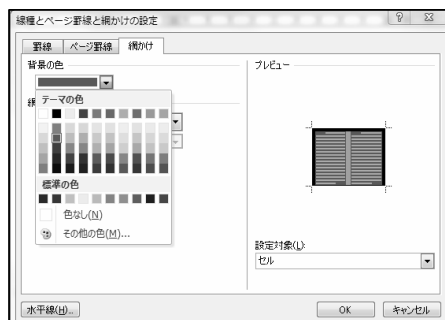 線種とページ罫線と網かけの設定
罫線
ページ罫線
網かけ
背景の色
テーマの色
標準の色
色なし(N)
その他の色(M)...
プレビュー
設定対象(L):
セル
水平線(H)...
OK
キャンセル